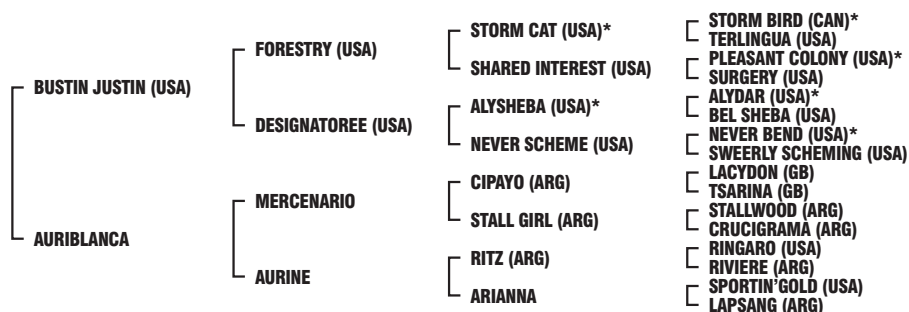 BUSTIN JUSTIN (USA)
AURIBLANCA
FORESTRY (USA)
DESIGNATOREE (USA)
MERCENARIO
AURINE
STORM CAT (USA)*
SHARED INTEREST (USA)
ALYSHEBA (USA)*
NEVER SCHEME (USA)
CIPAYO (ARG)
STALL GIRL (ARG)
RITZ (ARG)
ARIANNA
STORM BIRD (CAN)*
TERLINGUA (USA)
PLEASANT COLONY (USA)*
SURGERY (USA)
ALYDAR (USA)*
BEL SHEBA (USA)
NEVER BEND (USA)*
SWEERLY SCHEMING (USA)
LACYDON (GB)
TSARINA (GB)
STALLWOOD (ARG)
CRUCIGRAMA (ARG)
RINGARO (USA)
RIVIERE (ARG)
SPORTIN'GOLD (USA)
LAPSANG (ARG)